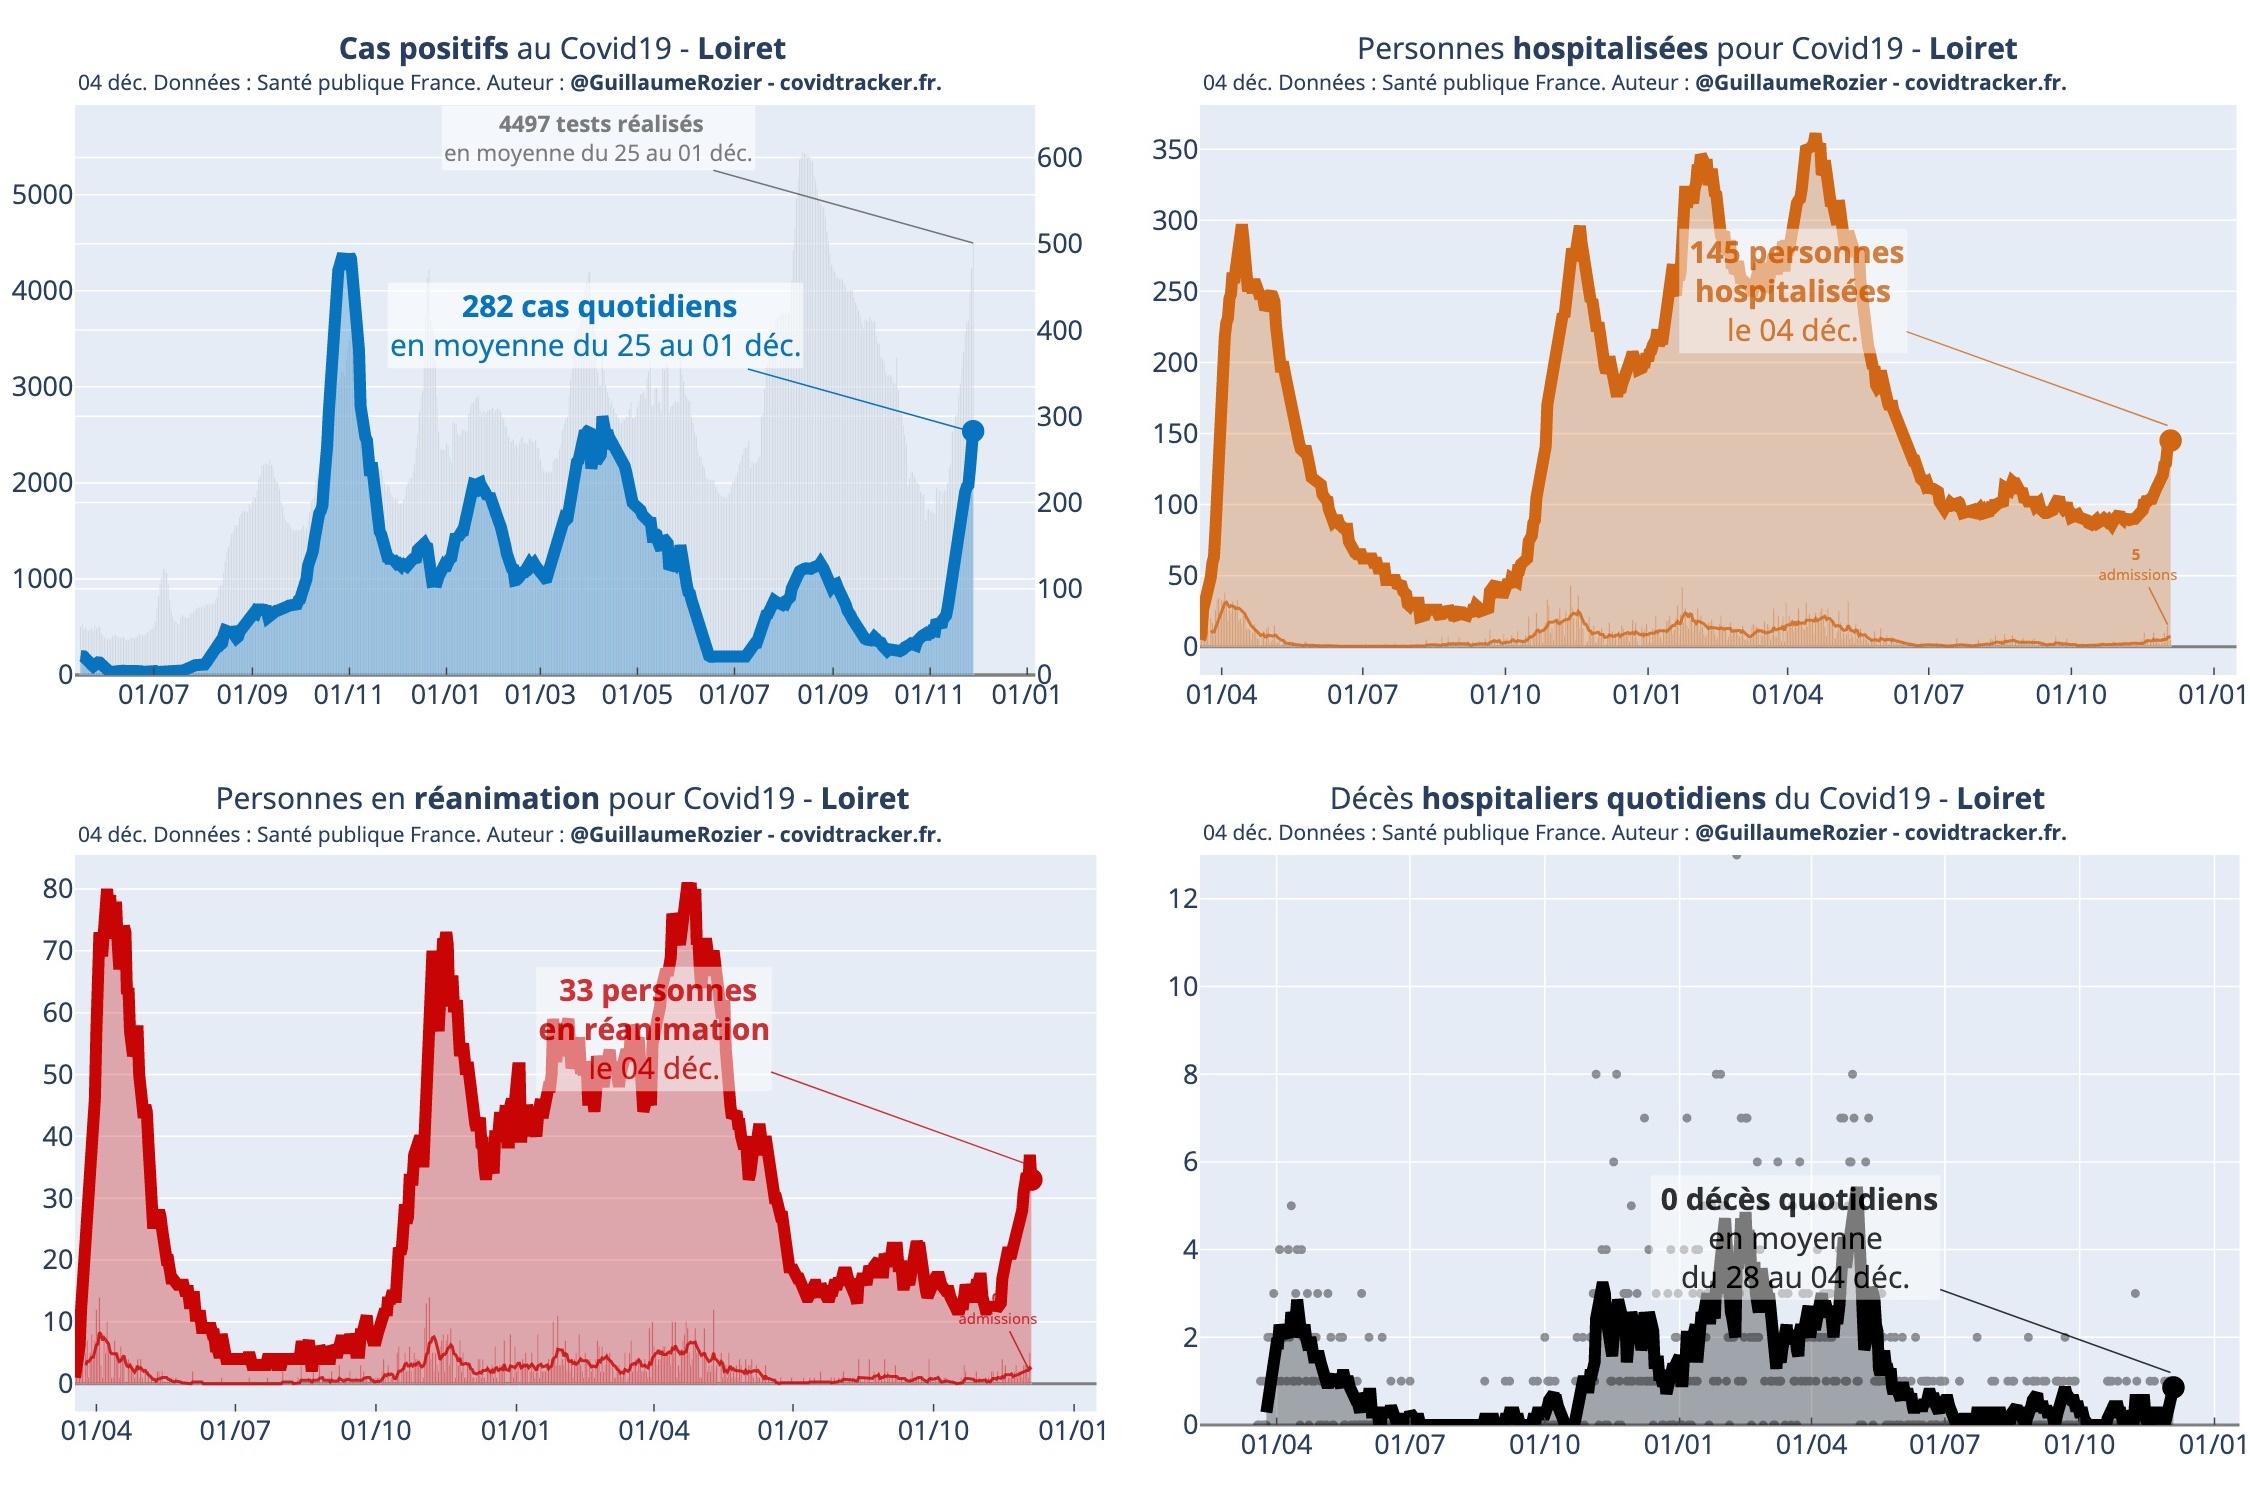 Cas positifs au Covid19 - Loiret
04 déc. Données : Santé publique France. Auteur : @GuillaumeRozier - covidtracker.fr.
4497 tests réalisés
en moyenne du 25 au 01 déc.
282 cas quotidiens
en moyenne du 25 au 01 déc.
5000
4000
3000
2000
1000
0
600
500
400
300
200
100
0
01/07 01/09 01/11 01/01 01/03 01/05 01/07 01/09 01/11 01/01
Personnes hospitalisées pour Covid19 - Loiret
04 déc. Données : Santé publique France. Auteur : @GuillaumeRozier - covidtracker.fr.
350
300
250
200
150
100
50
0
145 personnes
hospitalisées
le 04 déc.
5
admissions
01/04 01/07 01/10 01/01 01/04 01/07 01/10 01/01
Personnes en réanimation pour Covid19 - Loiret
04 déc. Données : Santé publique France. Auteur : @GuillaumeRozier - covidtracker.fr.
80
70
60
50
40
30
20
10
0
33 personnes
en réanimation
le 04 déc.
admissions
01/04 01/07 01/10 01/01 01/04 01/07 01/10 01/01
Décès hospitaliers quotidiens du Covid19 - Loiret
04 déc. Données : Santé publique France. Auteur : @GuillaumeRozier - covidtracker.fr.
12
10
8
6
4
2
0
0 décès quotidiens
en moyenne
du 28 au 04 déc.
01/04 01/07 01/10 01/01 01/04 01/07 01/10 01/01